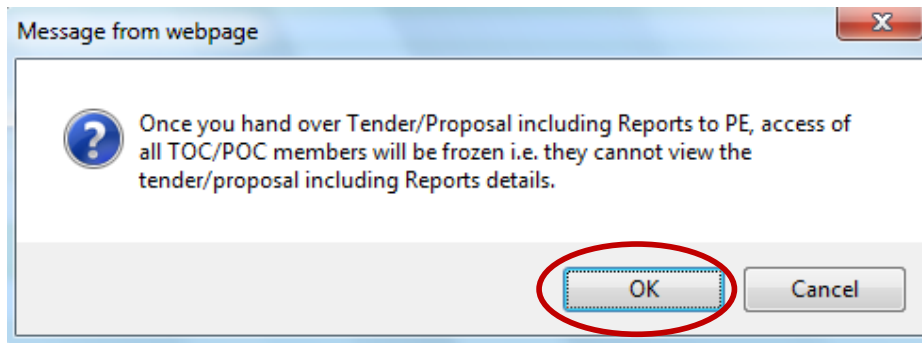 Message from webpage
Once you hand over Tender/Proposal including Reports to PE, access of
all TOC/POC members will be frozen i.e. they cannot view the
tender/proposal including Reports details.
OK
Cancel